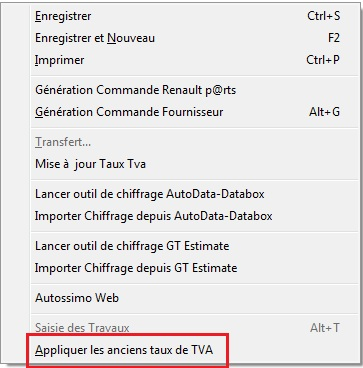 Enregistrer Ctrl+S
Enregistrer et Nouveau F2
Imprimer Ctrl+P
Génération Commande Renault p@rts
Génération Commande Fournisseur Alt+G
Transfert...
Mise à jour Taux Tva
Lancer outil de chiffrage AutoData-Databox
Importer Chiffrage depuis AutoData-Databox
Lancer outil de chiffrage GT Estimate
Importer Chiffrage depuis GT Estimate
Autossimo Web
Saisie des Travaux Alt+T
Appliquer les anciens taux de TVA